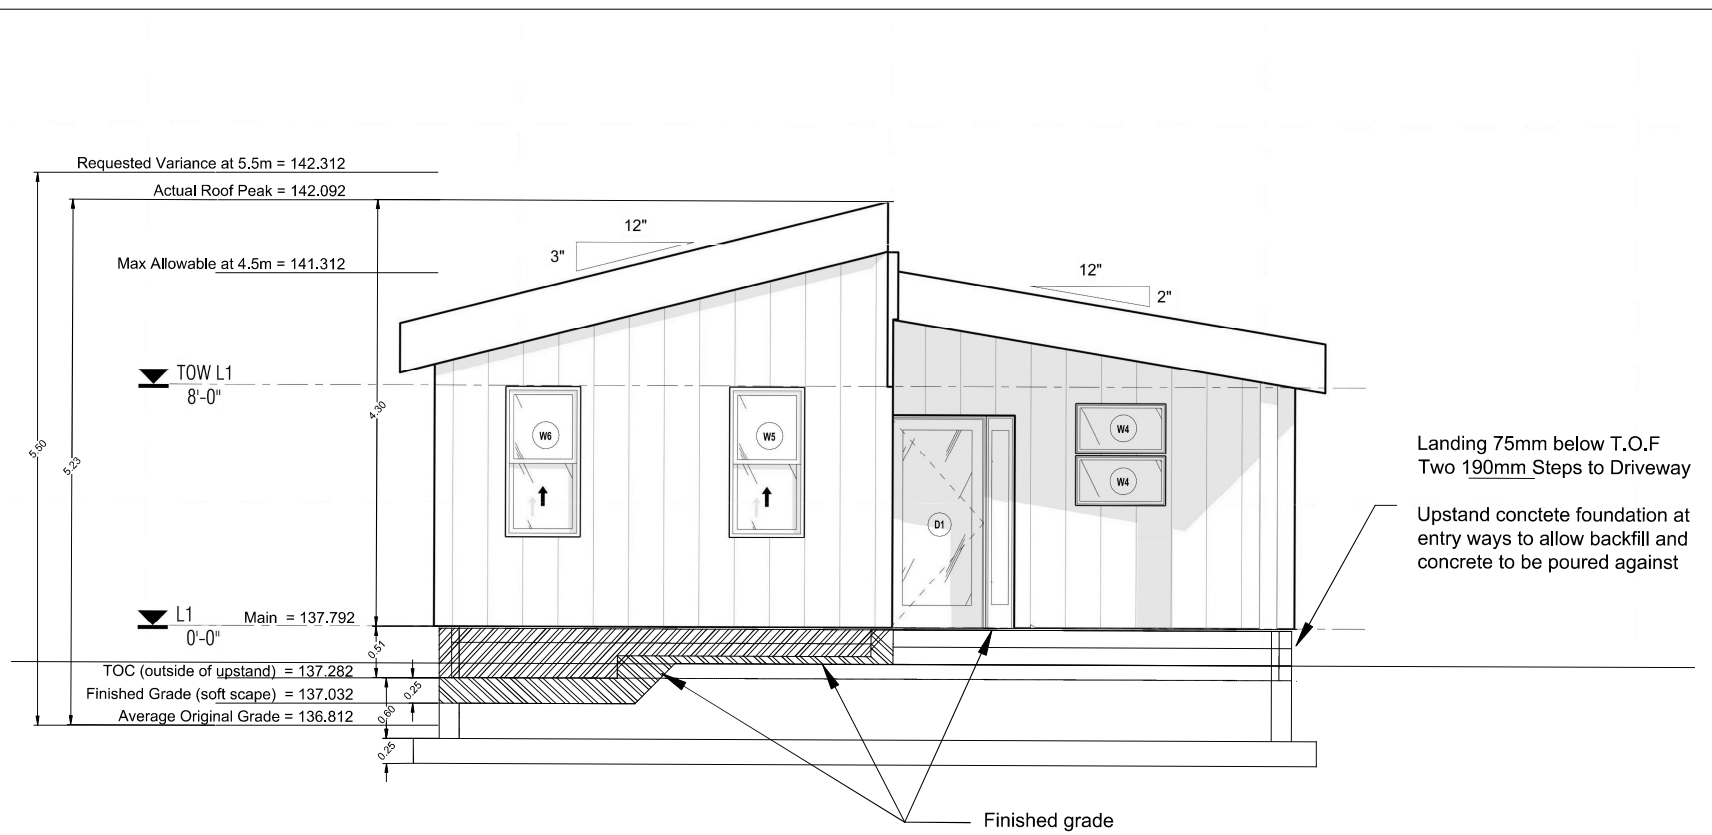 Requested Variance at 5.5m = 142.312
Actual Roof Peak = 142.092
12"
3"
Max Allowable at 4.5m = 141.312
12"
2"
TOW L1
8'-0"
4.30
5.50
5.23
W6
W5
W4
W4
D1
Landing 75mm below T.O.F
Two 190mm Steps to Driveway
Upstand conctete foundation at
entry ways to allow backfill and
concrete to be poured against
L1
0'-0"
Main = 137.792
0.51
TOC (outside of upstand) = 137.282
Finished Grade (soft scape) = 137.032
0.25
Average Original Grade = 136.812
0.60
0.25
Finished grade